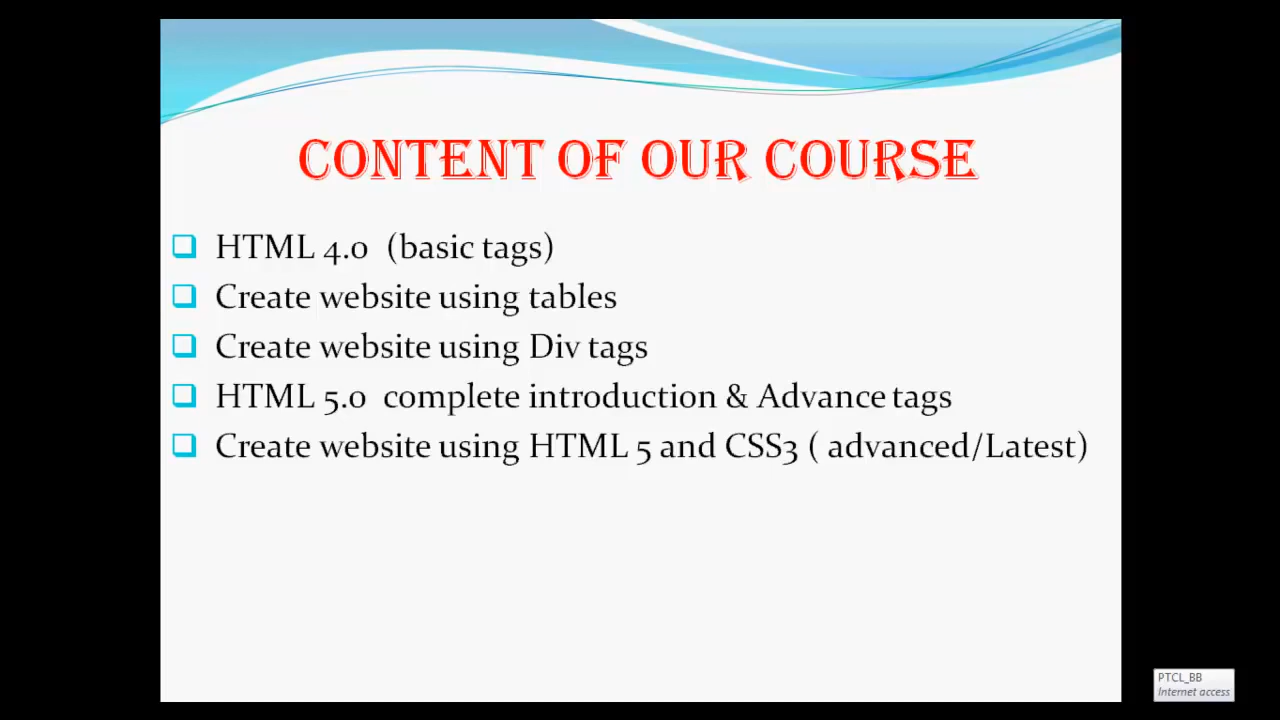 CONTENT OF OUR COURSE
HTML 4.0 (basic tags)
Create website using tables
Create website using Div tags
HTML 5.0 complete introduction & Advance tags
Create website using HTML 5 and CSS3 ( advanced/Latest)
PTCL_BB
Internet access